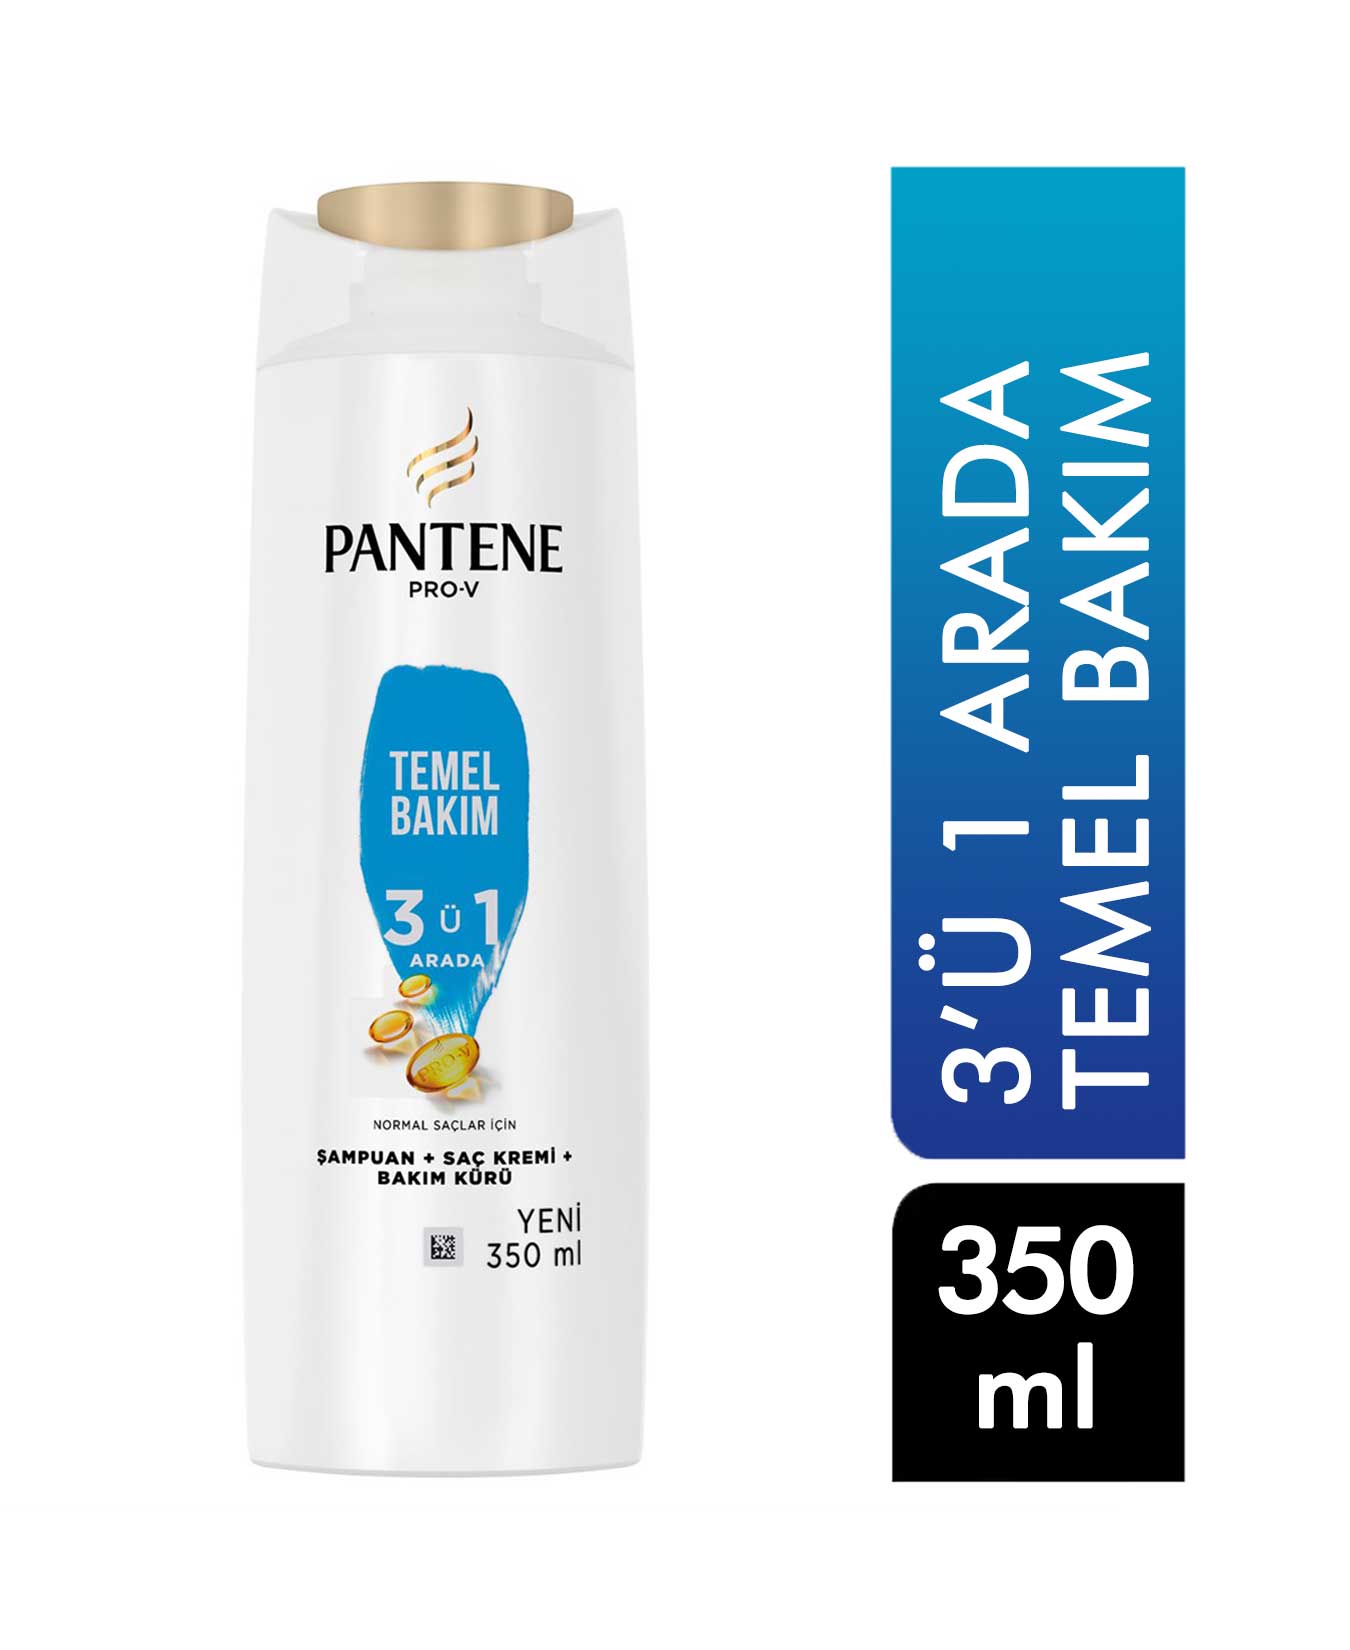 PANTENE
PRO-V
TEMEL
BAKIM
3 Ü 1
ARADA
PRO-V
NORMAL SAÇLAR İÇİN
ŞAMPUAN + SAÇ KREMİ +
BAKIM KÜRÜ
YENİ
350 ml
3'Ü 1 ARADA
TEMEL BAKIM
350
ml